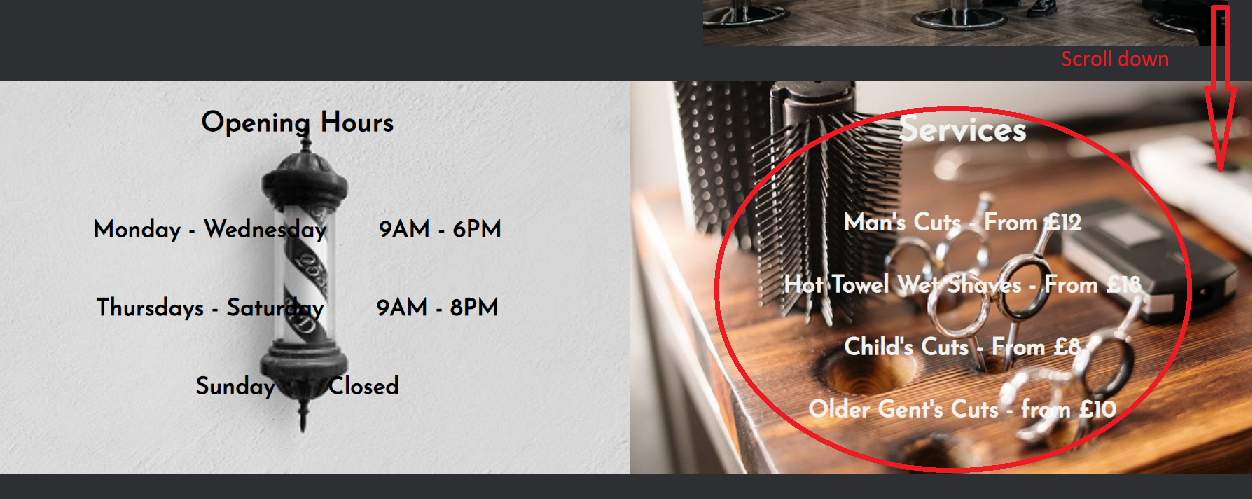 Scroll down
Opening Hours
Monday - Wednesday 9AM - 6PM
Thursdays - Saturday 9AM - 8PM
Sunday Closed
Services
Man's Cuts - From £12
Hot Towel Wet Shaves - From £18
Child's Cuts - From £8
Older Gent's Cuts - from £10